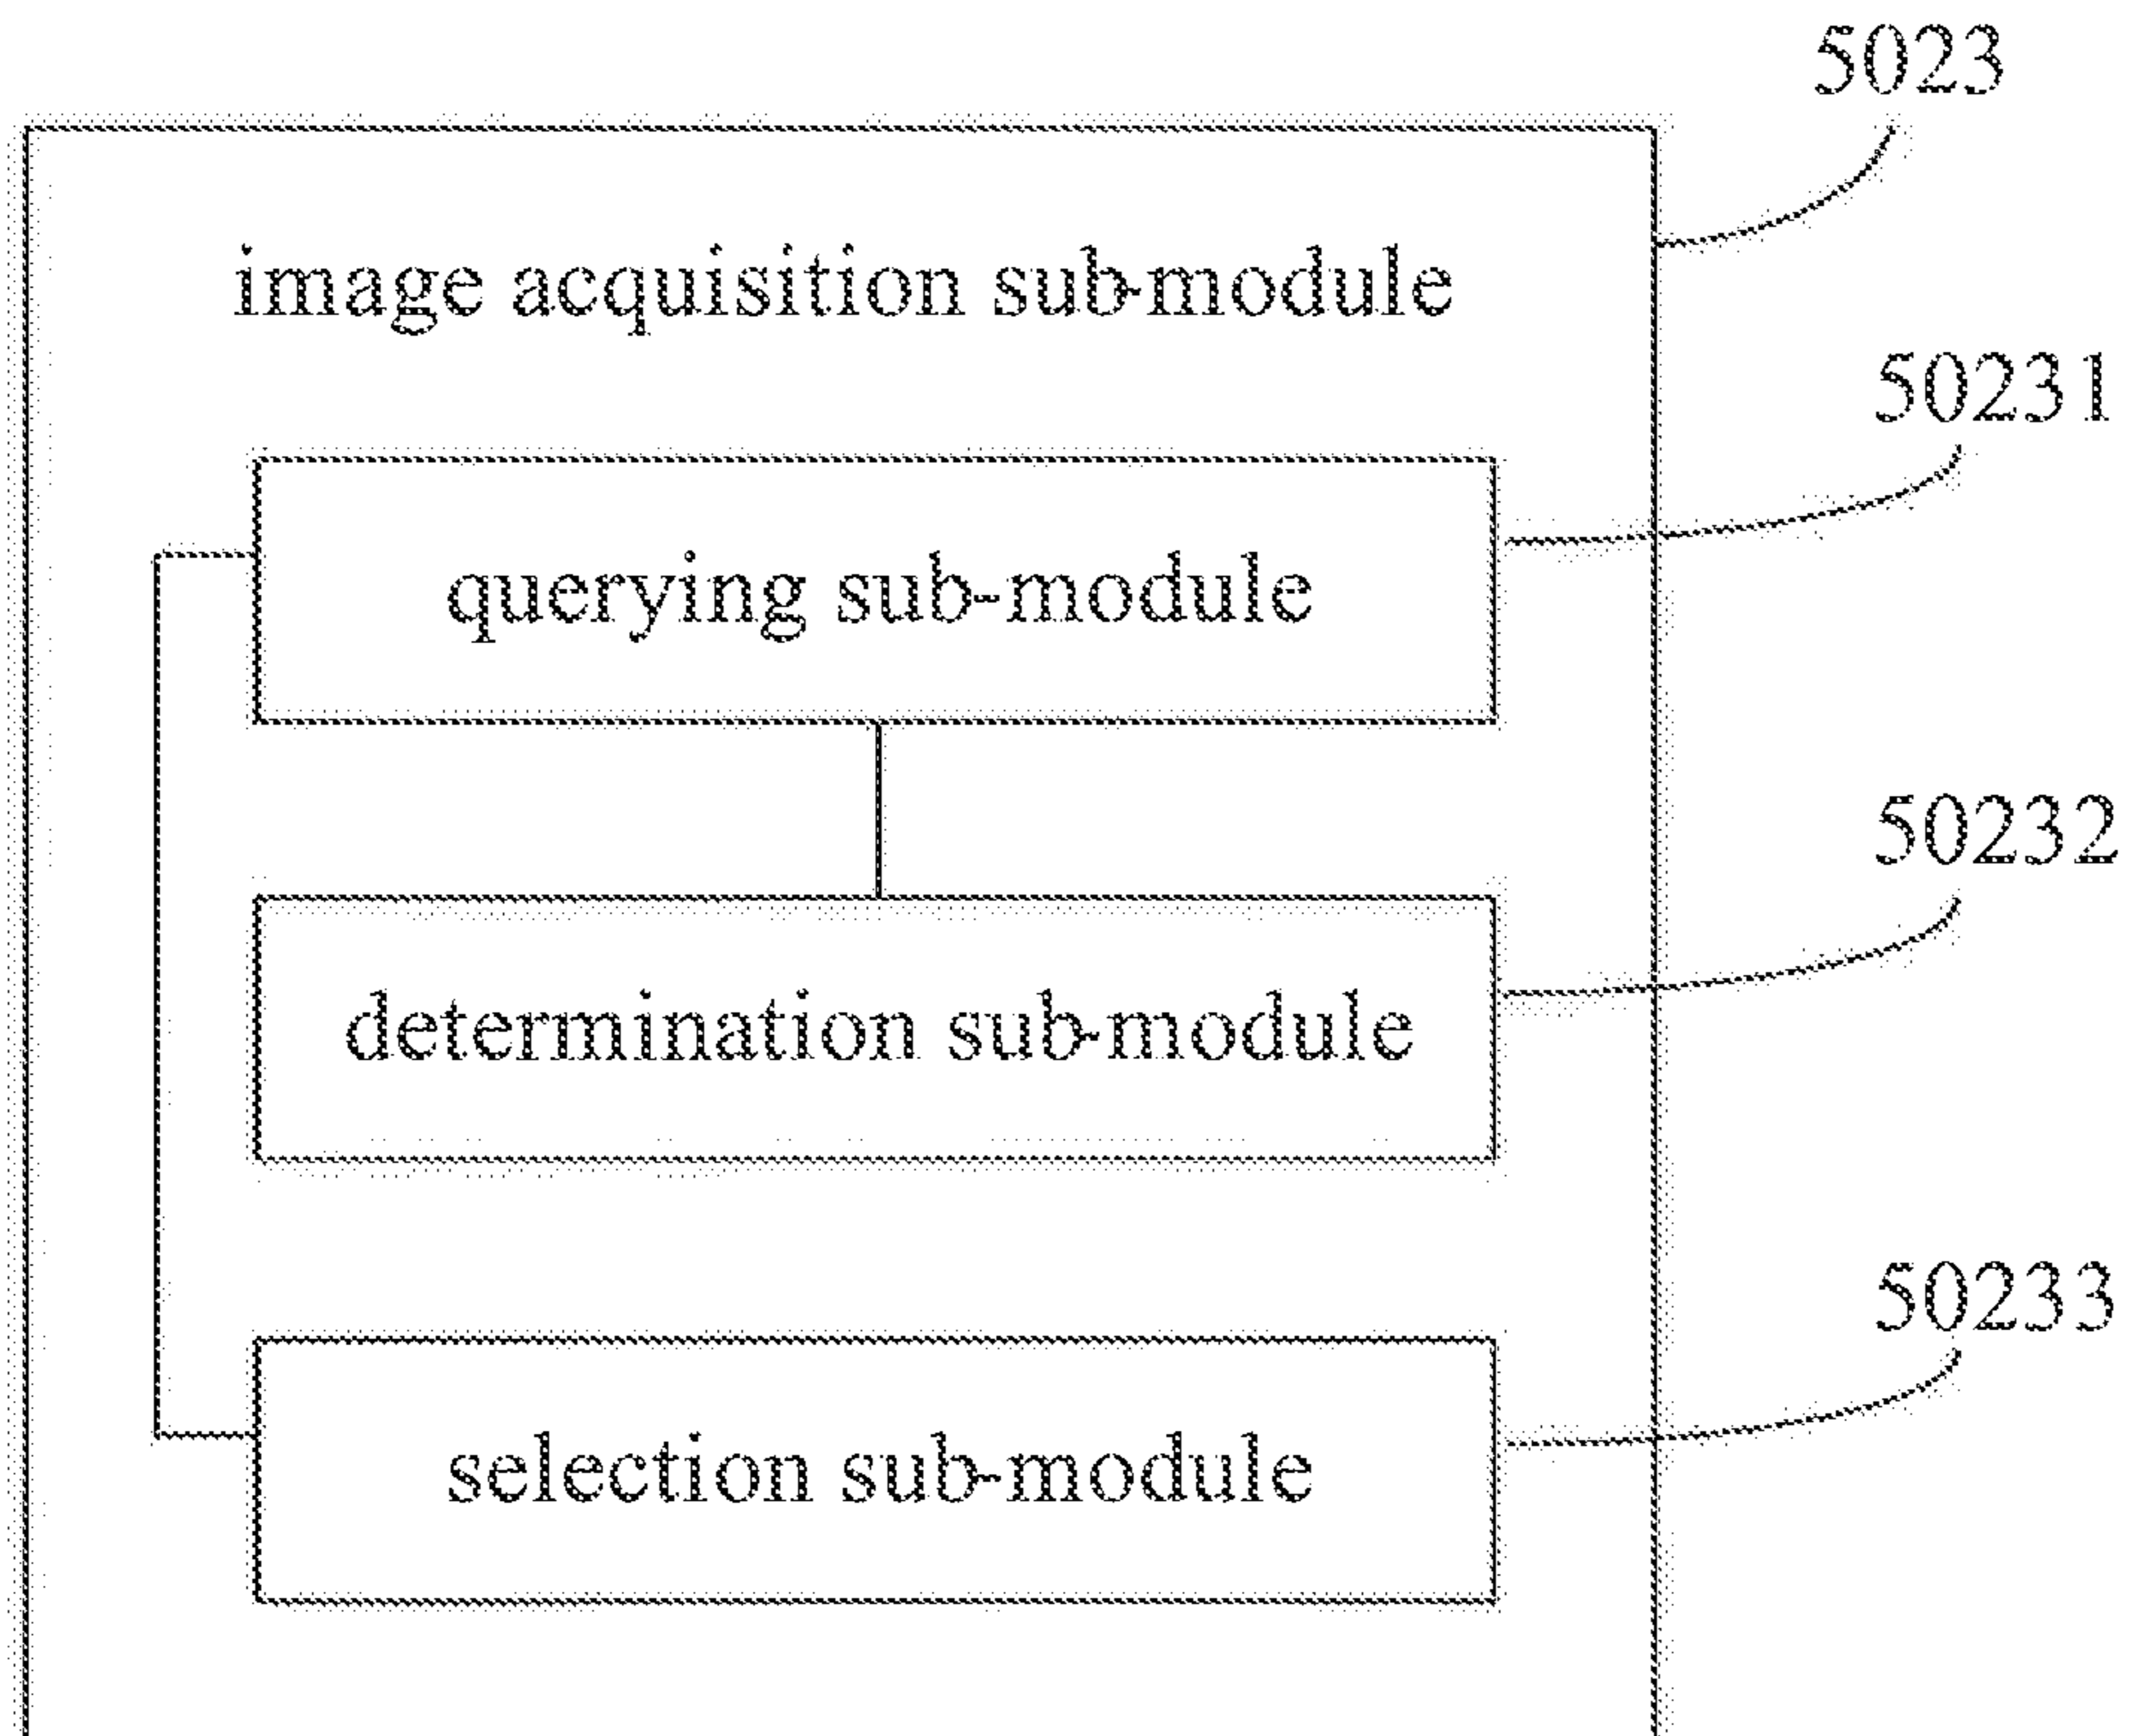 5023
image acquisition sub-module
50231
querying sub-module
50232
determination sub-module
50233
selection sub-module